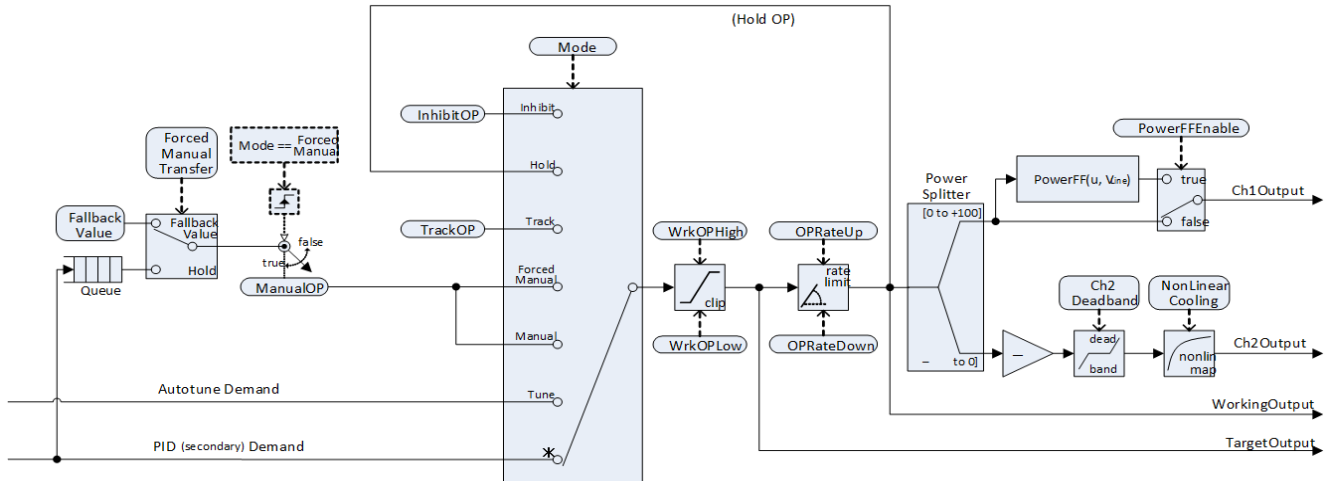 (Hold OP)
Mode
Inhibit
InhibitOP
Hold
Forced
Manual
Transfer
Mode == Forced
Manual
PowerFFEnable
PowerFF(u, Vline)
true
false
Ch1Output
Power
Splitter
[0 to +100]
Fallback
Value
Fallback
Value
Hold
Queue
false
true
ManualOP
TrackOP
Track
Forced
Manual
Manual
WrkOPHigh
clip
WrkOPLow
OPRateUp
rate
limit
OPRateDown
Ch2
Deadband
NonLinear
Cooling
– to 0]
–
dead
band
nonlin
map
Ch2Output
Autotune Demand
Tune
WorkingOutput
PID (secondary) Demand
*
TargetOutput